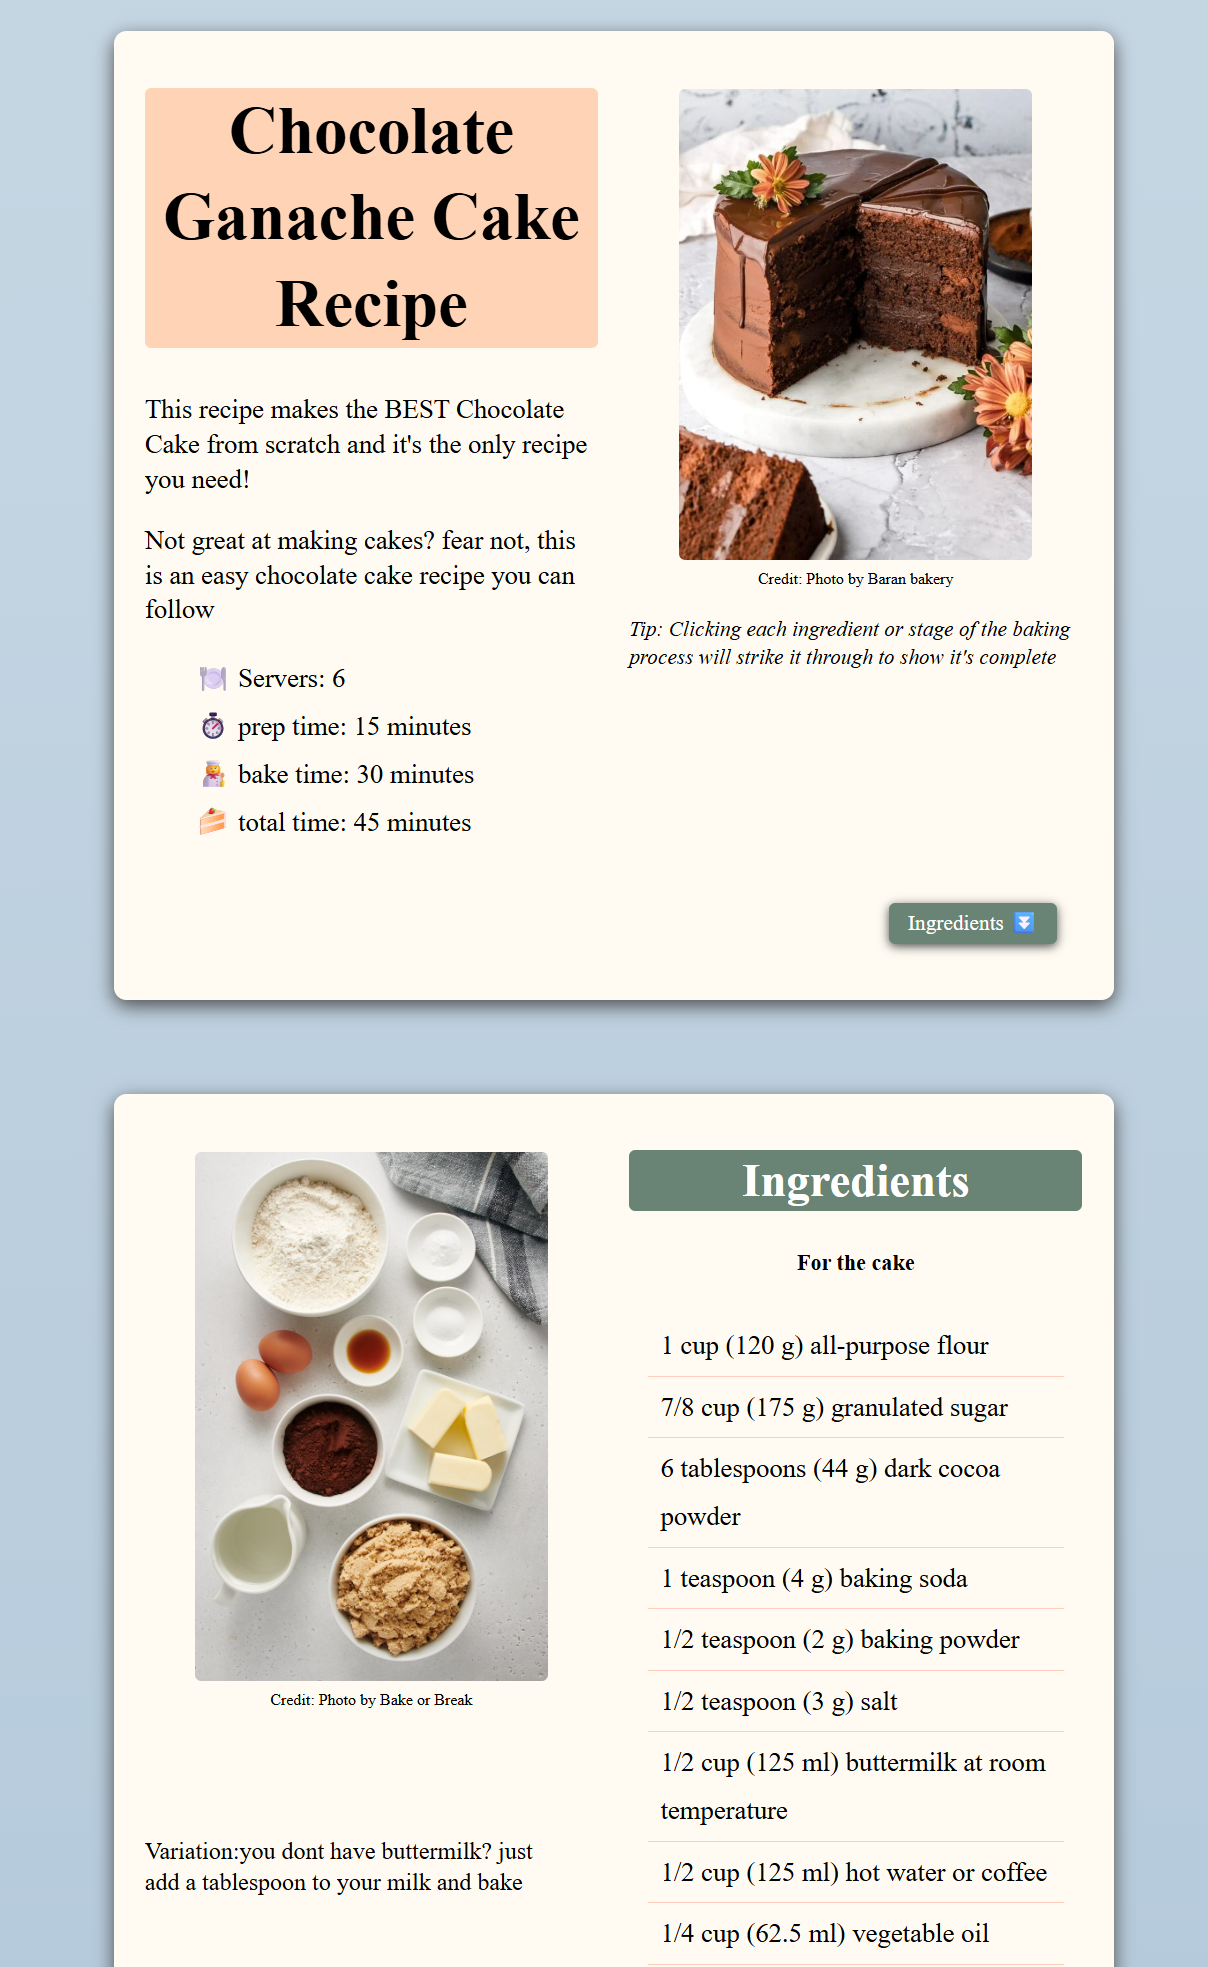 Chocolate
Ganache Cake
Recipe
This recipe makes the BEST Chocolate
Cake from scratch and it's the only recipe
you need!
Not great at making cakes? fear not, this
is an easy chocolate cake recipe you can
follow
Servers: 6
prep time: 15 minutes
bake time: 30 minutes
total time: 45 minutes
Credit: Photo by Baran bakery
Tip: Clicking each ingredient or stage of the baking
process will strike it through to show it's complete
Ingredients
Credit: Photo by Bake or Break
Variation:you dont have buttermilk? just
add a tablespoon to your milk and bake
Ingredients
For the cake
1 cup (120 g) all-purpose flour
7/8 cup (175 g) granulated sugar
6 tablespoons (44 g) dark cocoa
powder
1 teaspoon (4 g) baking soda
1/2 teaspoon (2 g) baking powder
1/2 teaspoon (3 g) salt
1/2 cup (125 ml) buttermilk at room
temperature
1/2 cup (125 ml) hot water or coffee
1/4 cup (62.5 ml) vegetable oil